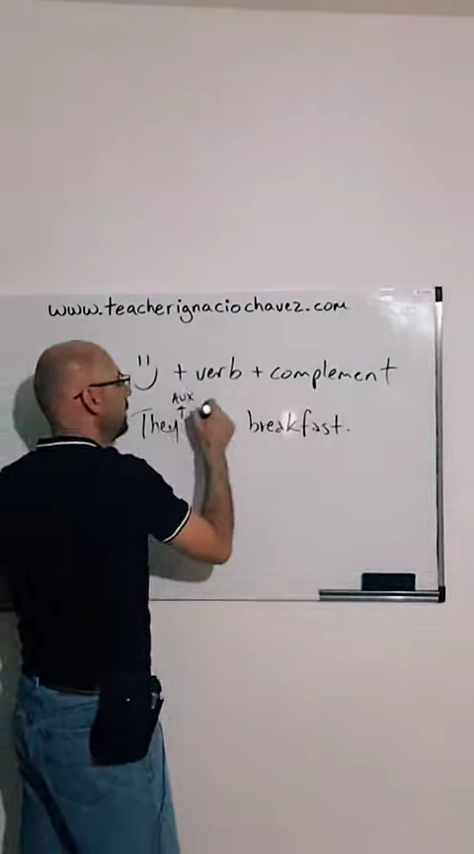 www.teacherignaciochavez.com
+ verb + complement
AUX
They breakfast.